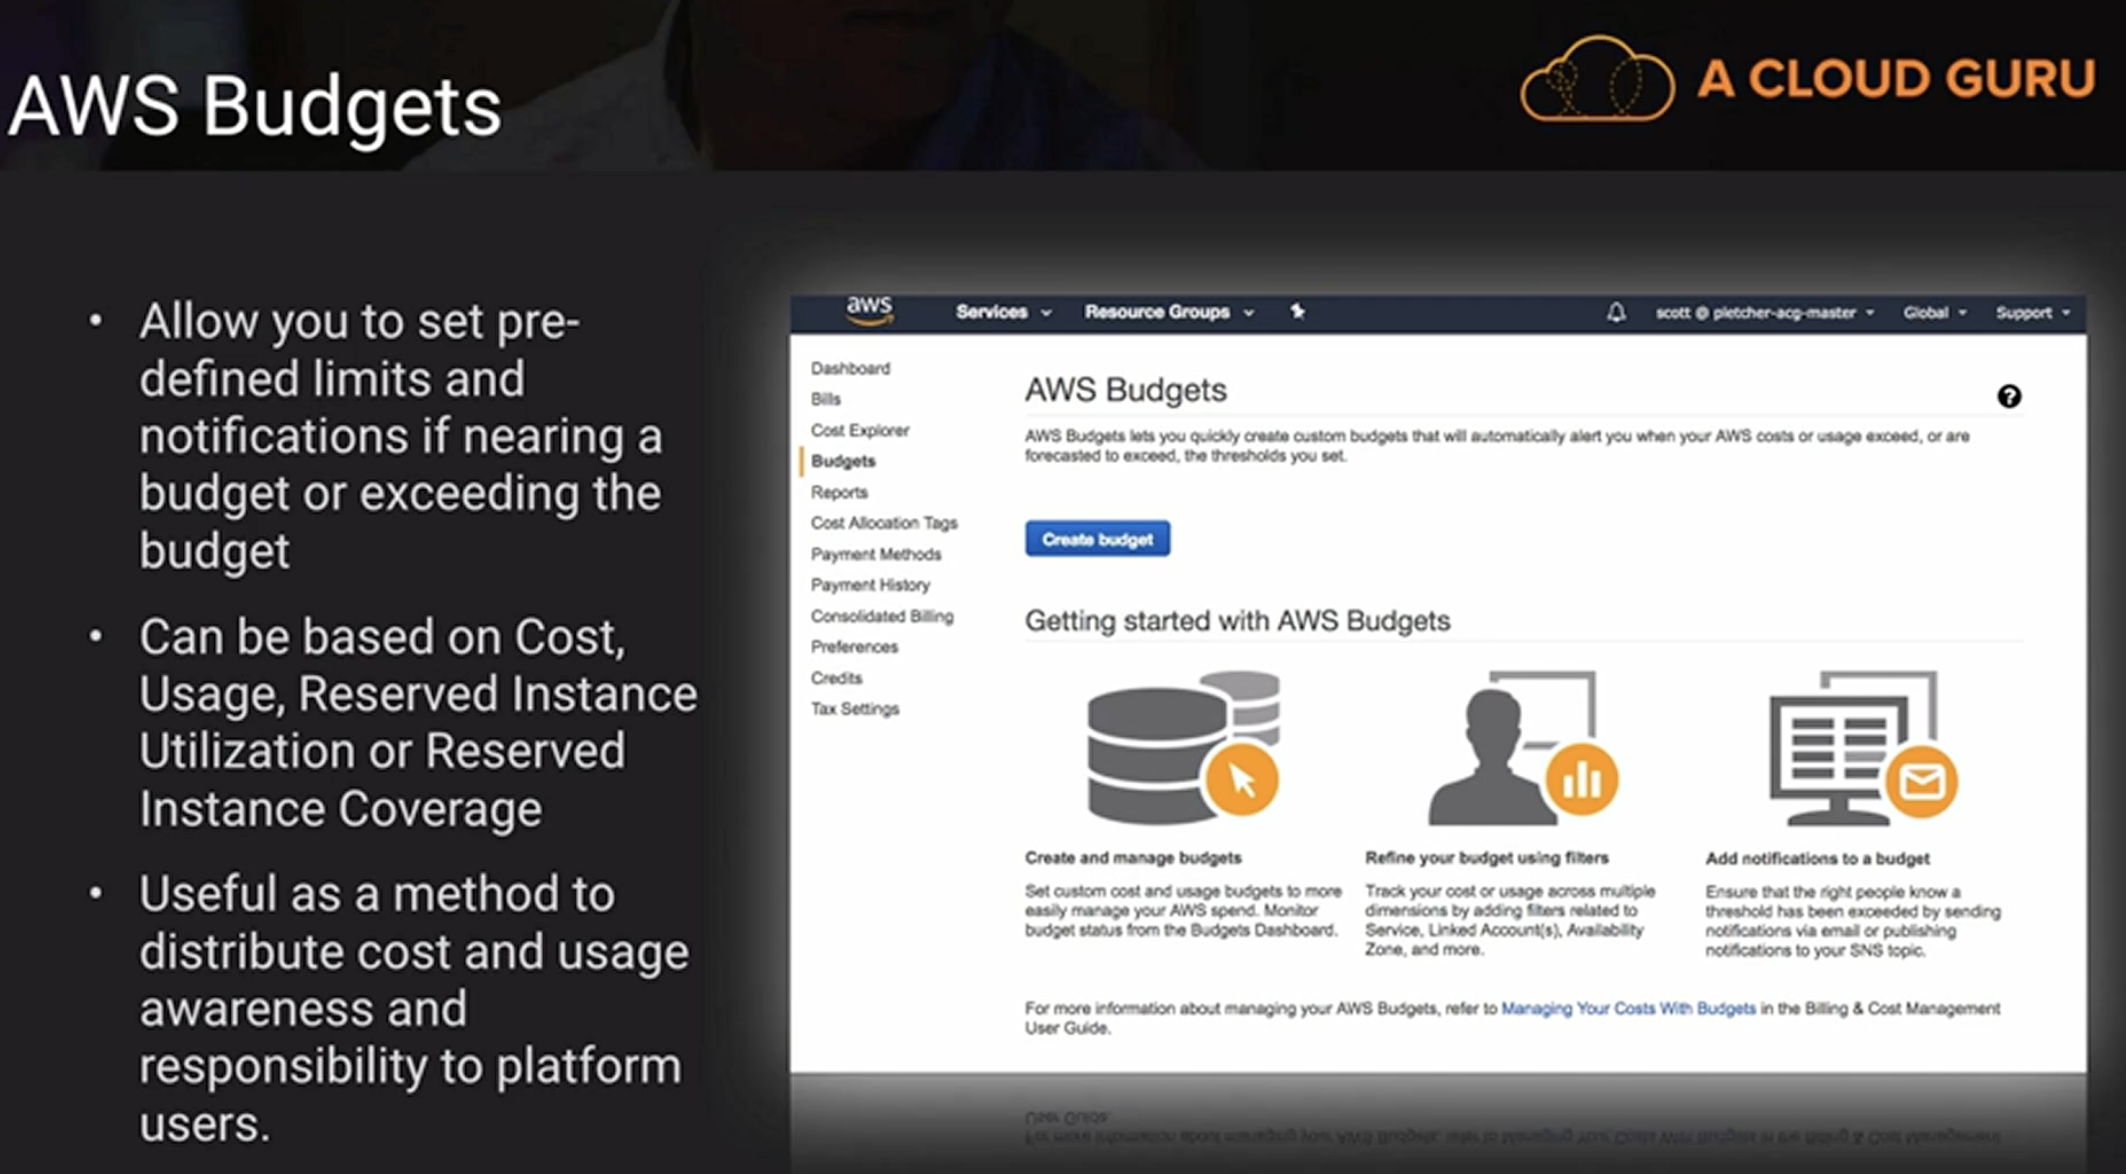 AWS Budgets
A CLOUD GURU
• Allow you to set pre-
defined limits and
notifications if nearing a
budget or exceeding the
budget
• Can be based on Cost,
Usage, Reserved Instance
Utilization or Reserved
Instance Coverage
• Useful as a method to
distribute cost and usage
awareness and
responsibility to platform
users.
aws Services Resource Groups scott @ pletcher-acg-master Global Support
Dashboard
Bills
Cost Explorer
Budgets
Reports
Cost Allocation Tags
Payment Methods
Payment History
Consolidated Billing
Preferences
Credits
Tax Settings
AWS Budgets
?
AWS Budgets lets you quickly create custom budgets that will automatically alert you when your AWS costs or usage exceed, or are
forecasted to exceed, the thresholds you set.
Create budget
Getting started with AWS Budgets
Create and manage budgets
Set custom cost and usage budgets to more
easily manage your AWS spend. Monitor
budget status from the Budgets Dashboard.
Refine your budget using filters
Track your cost or usage across multiple
dimensions by adding filters related to
Service, Linked Account(s), Availability
Zone, and more.
Add notifications to a budget
Ensure that the right people know a
threshold has been exceeded by sending
notifications via email or publishing
notifications to your SNS topic.
For more information about managing your AWS Budgets, refer to Managing Your Costs With Budgets in the Billing & Cost Management
User Guide.